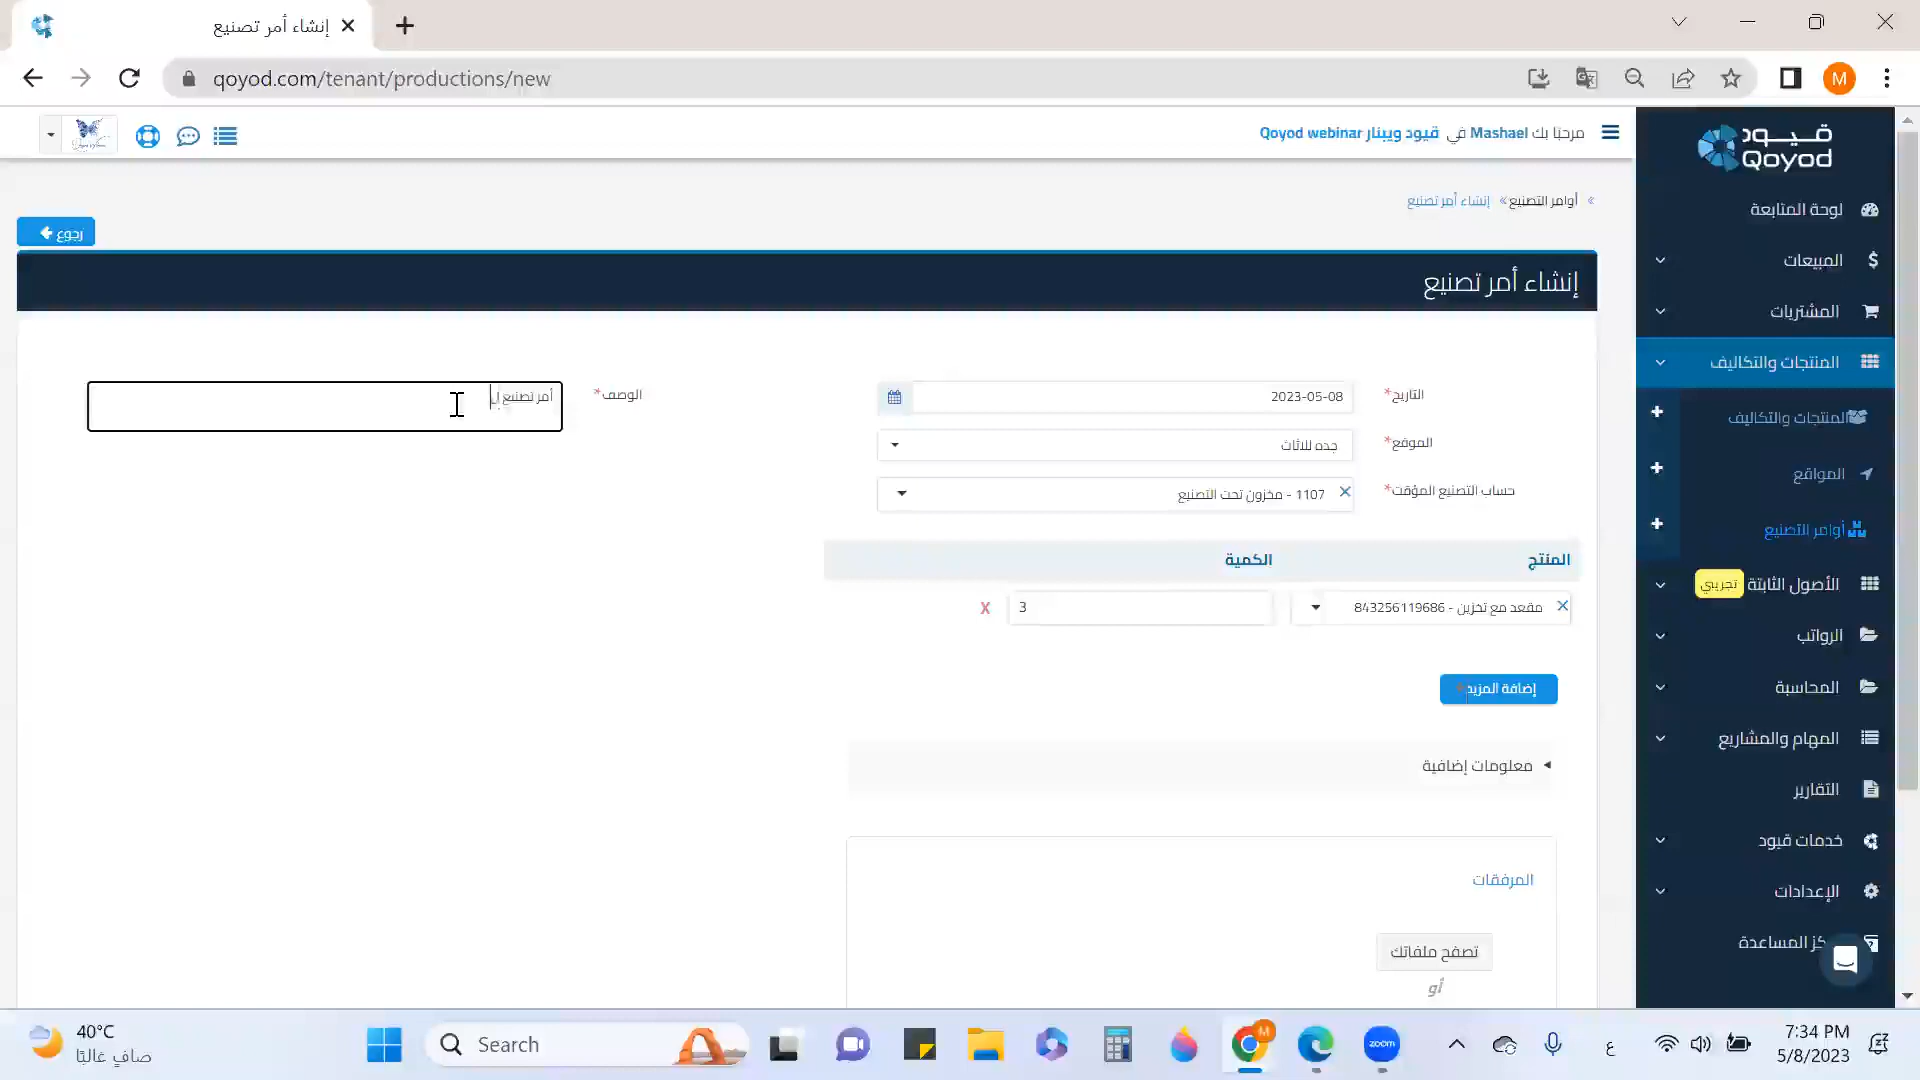 إنشاء أمر تصنيع
qoyod.com/tenant/productions/new
M
مرحبًا بك Mashael في قيود ويبنار Qoyod webinar
قيود
Qoyod
أوامر التصنيع » إنشاء أمر تصنيع
رجوع
إنشاء أمر تصنيع
التاريخ*
2023-05-08
الوصف*
أمر تصنيع ل
الموقع*
جده للاثاث
حساب التصنيع المؤقت*
1107 - مخزون تحت التصنيع
المنتج
الكمية
مقعد مع تخزين - 843256119686
3
X
إضافة المزيد
معلومات إضافية
المرفقات
تصفح ملفاتك
أو
لوحة المتابعة
المبيعات
المشتريات
المنتجات والتكاليف
المنتجات والتكاليف
المواقع
أوامر التصنيع
الأصول الثابتة تجريبي
الرواتب
المحاسبة
المهام والمشاريع
التقارير
خدمات قيود
الإعدادات
كز المساعدة
40°C
صافٍ غالبًا
Search
M
zoom
ع
7:34 PM
5/8/2023